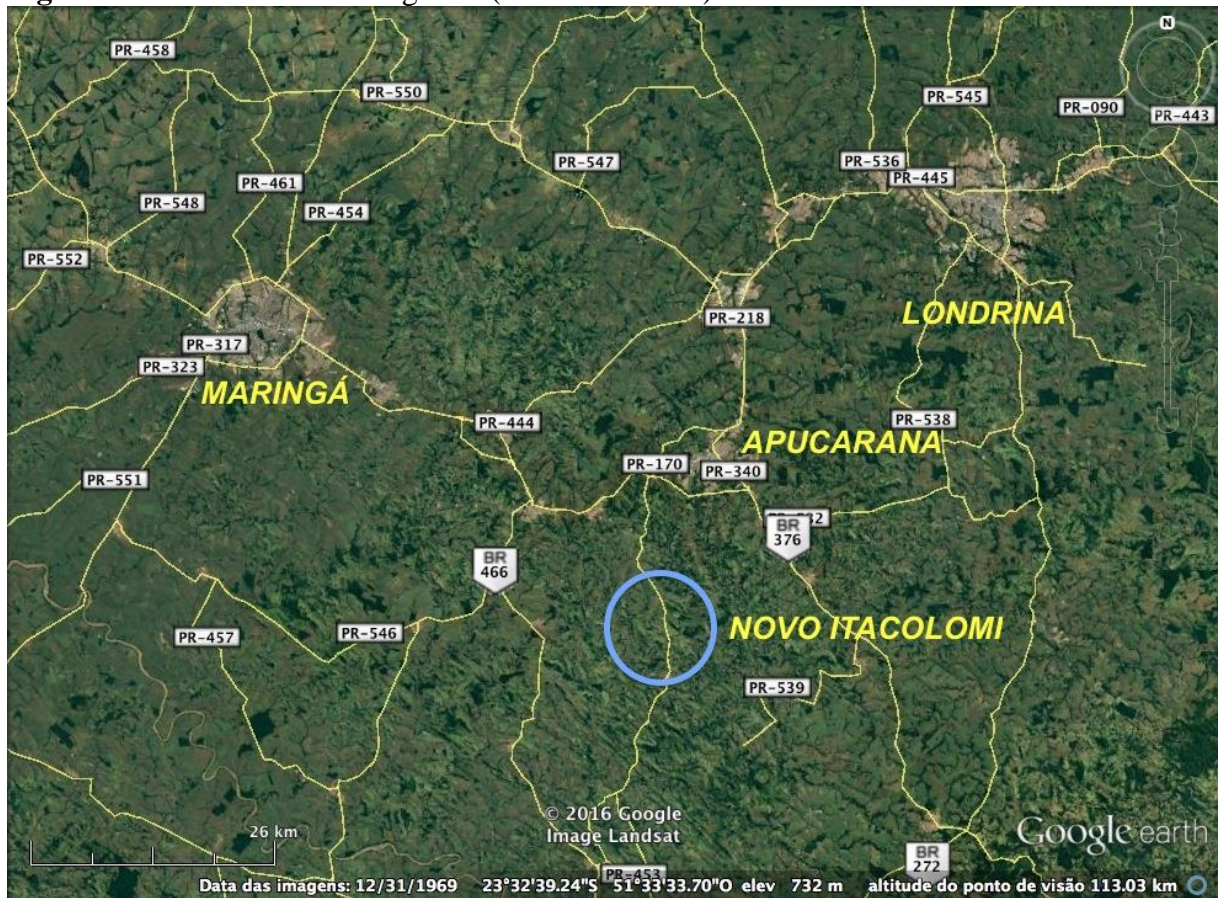 N
PR-458
PR-550
PR-545
PR-090
PR-443
PR-547
PR-536
PR-445
PR-461
PR-548
PR-454
PR-552
PR-218
LONDRINA
PR-317
PR-323
MARINGÁ
PR-444
PR-538
APUCARANA
PR-170
PR-340
PR-551
BR
376
BR
466
NOVO ITACOLOMI
PR-457
PR-546
PR-539
© 2016 Google
Image Landsat
26 km
Google earth
BR
272
PR-453
Data das imagens: 12/31/1969 23°32'39.24"S 51°33'33.70"O elev 732 m altitude do ponto de visão 113.03 km